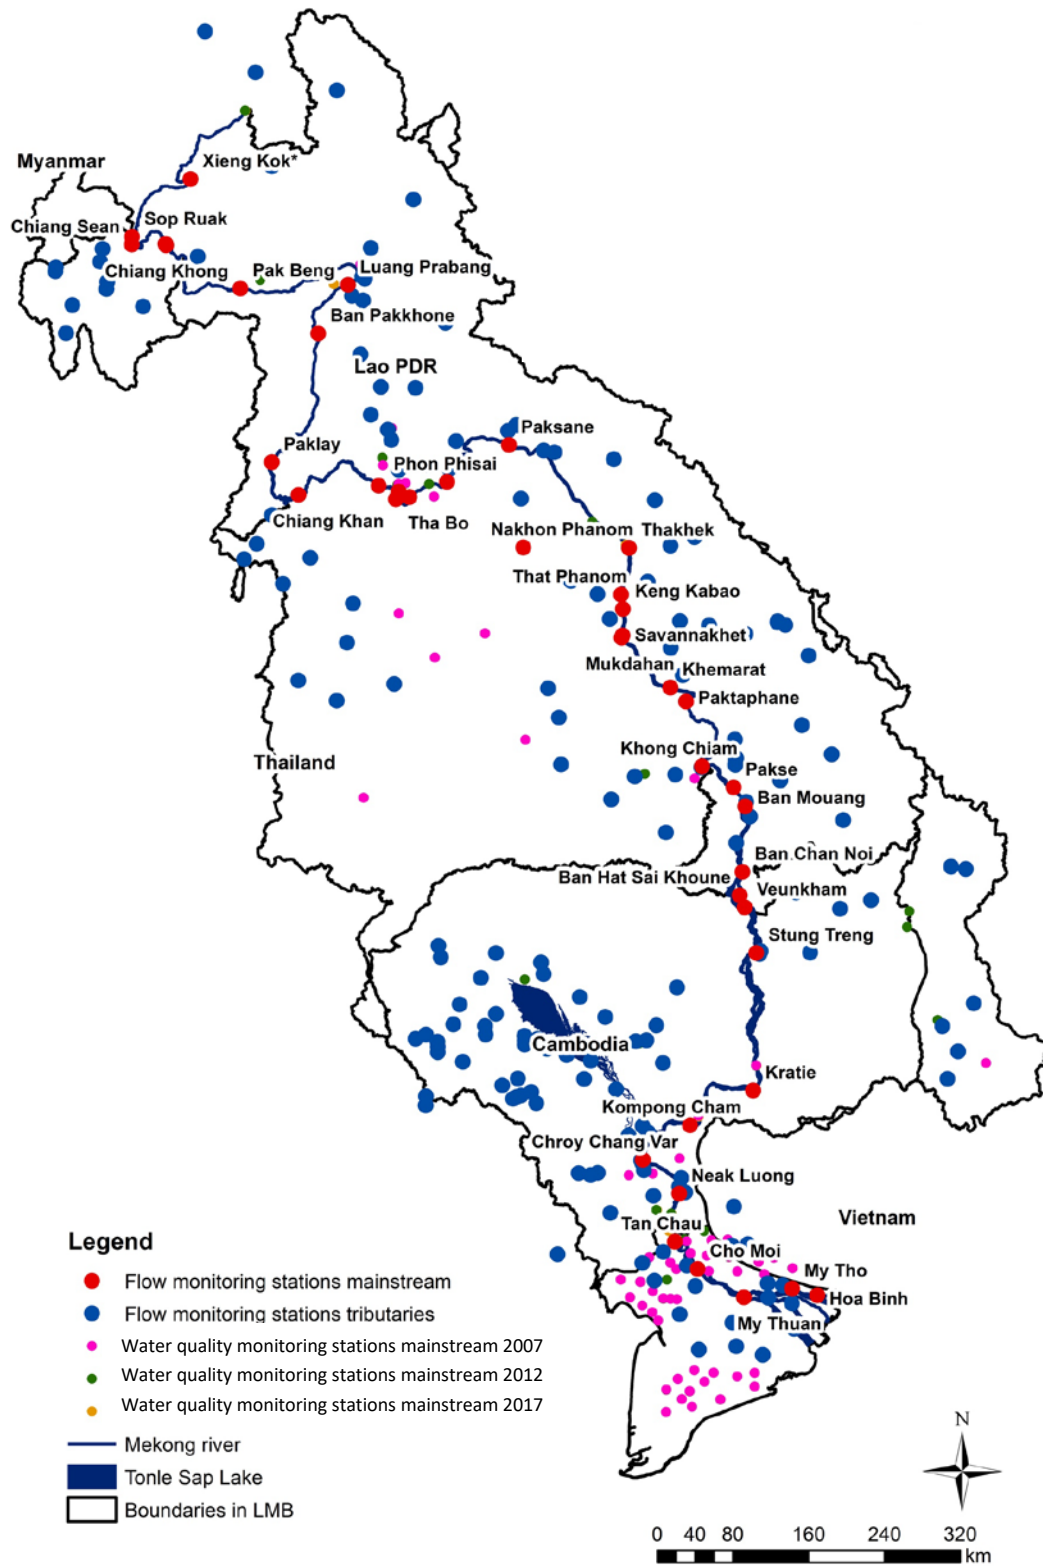 Xieng Kok*
Myanmar
Chiang Sean
Sop Ruak
Chiang Khong
Pak Beng
Luang Prabang
Ban Pakkhone
Lao PDR
Paksane
Paklay
Phon Phisai
Chiang Khan
Tha Bo
Nakhon Phanom
Thakhek
That Phanom
Keng Kabao
Savannakhet
Mukdahan
Khemarat
Paktaphane
Khong Chiam
Thailand
Pakse
Ban Mouang
Ban Chan Noi
Ban Hat Sai Khoune
Veunkham
Stung Treng
Cambodia
Kratie
Kompong Cham
Chroy Chang Var
Neak Luong
Tan Chau
Vietnam
Cho Moi
My Tho
Hoa Binh
My Thuan
Legend
Flow monitoring stations mainstream
Flow monitoring stations tributaries
Water quality monitoring stations mainstream 2007
Water quality monitoring stations mainstream 2012
Water quality monitoring stations mainstream 2017
Mekong river
Tonle Sap Lake
Boundaries in LMB
N
0 40 80 160 240 320
km